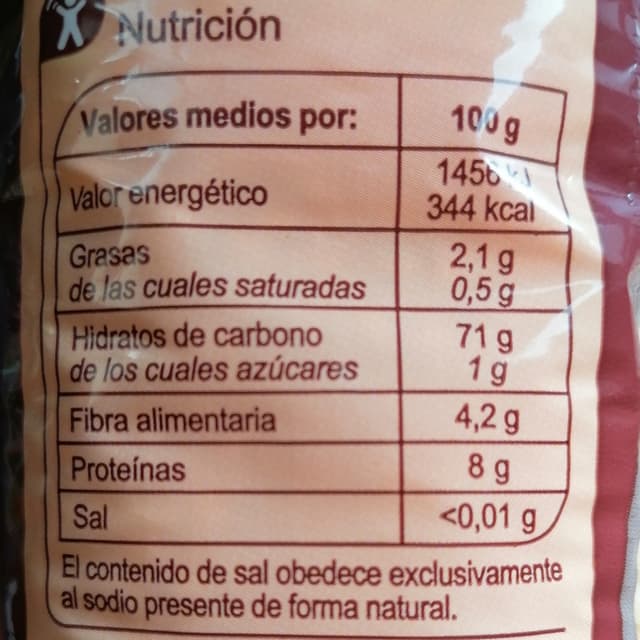 Nutrición
Valores medios por: 100 g
Valor energético 1456 kJ
344 kcal
Grasas 2,1 g
de las cuales saturadas 0,5 g
Hidratos de carbono 71 g
de los cuales azúcares 1 g
Fibra alimentaria 4,2 g
Proteínas 8 g
Sal <0,01 g
El contenido de sal obedece exclusivamente
al sodio presente de forma natural.